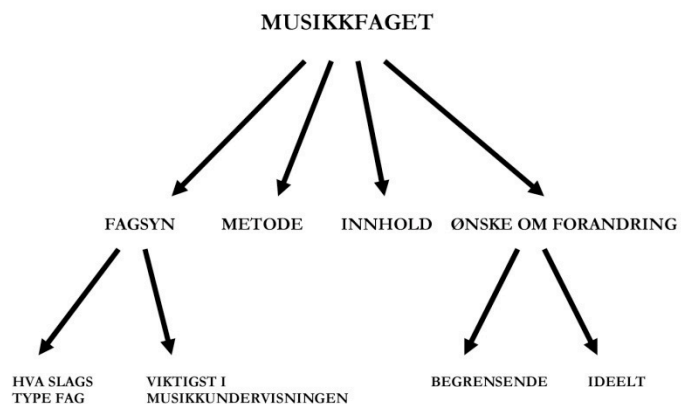 MUSIKKFAGET
FAGSYN METODE INNHOLD ØNSKE OM FORANDRING
HVA SLAGS
TYPE FAG
VIKTIGST I
MUSIKKUNDERVISNINGEN
BEGRENSENDE
IDEELT